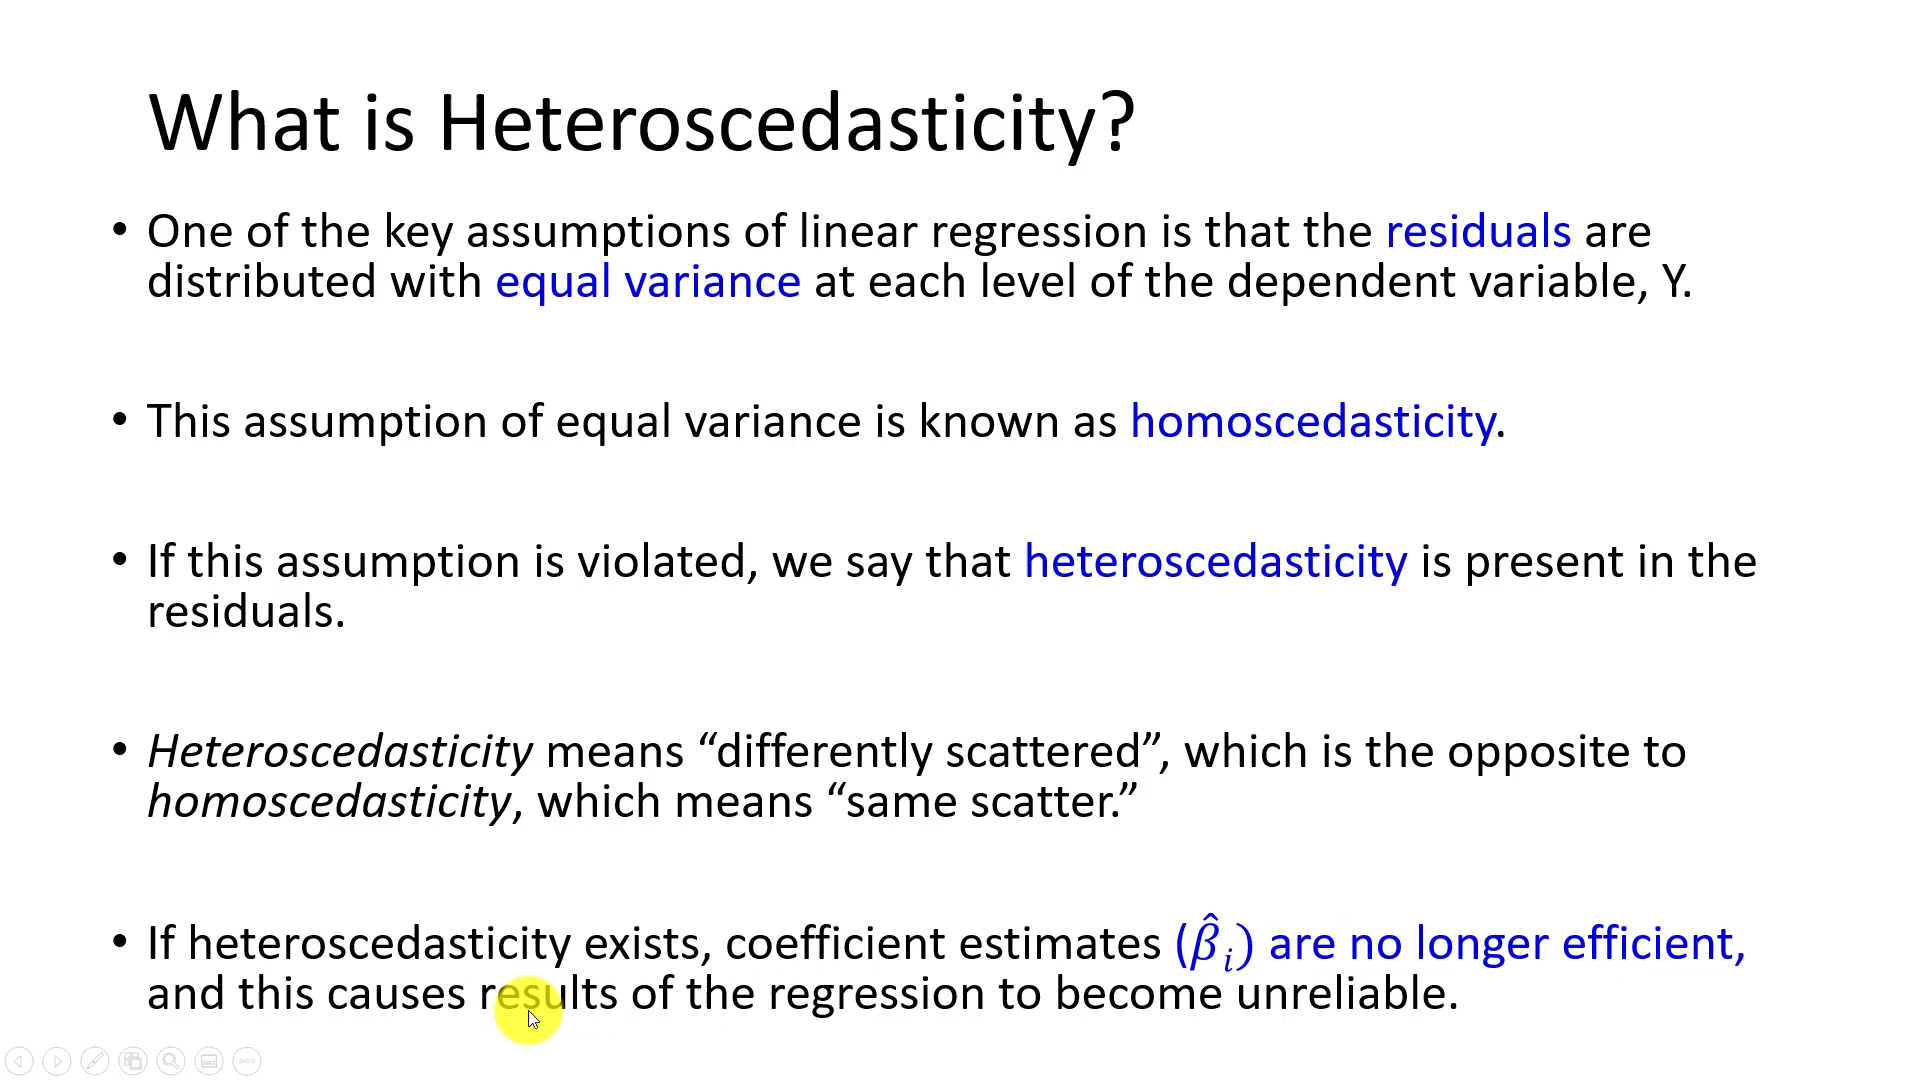 What is Heteroscedasticity?
• One of the key assumptions of linear regression is that the residuals are
distributed with equal variance at each level of the dependent variable, Y.
• This assumption of equal variance is known as homoscedasticity.
• If this assumption is violated, we say that heteroscedasticity is present in the
residuals.
• Heteroscedasticity means “differently scattered”, which is the opposite to
homoscedasticity, which means “same scatter.”
• If heteroscedasticity exists, coefficient estimates (β̂ᵢ) are no longer efficient,
and this causes results of the regression to become unreliable.